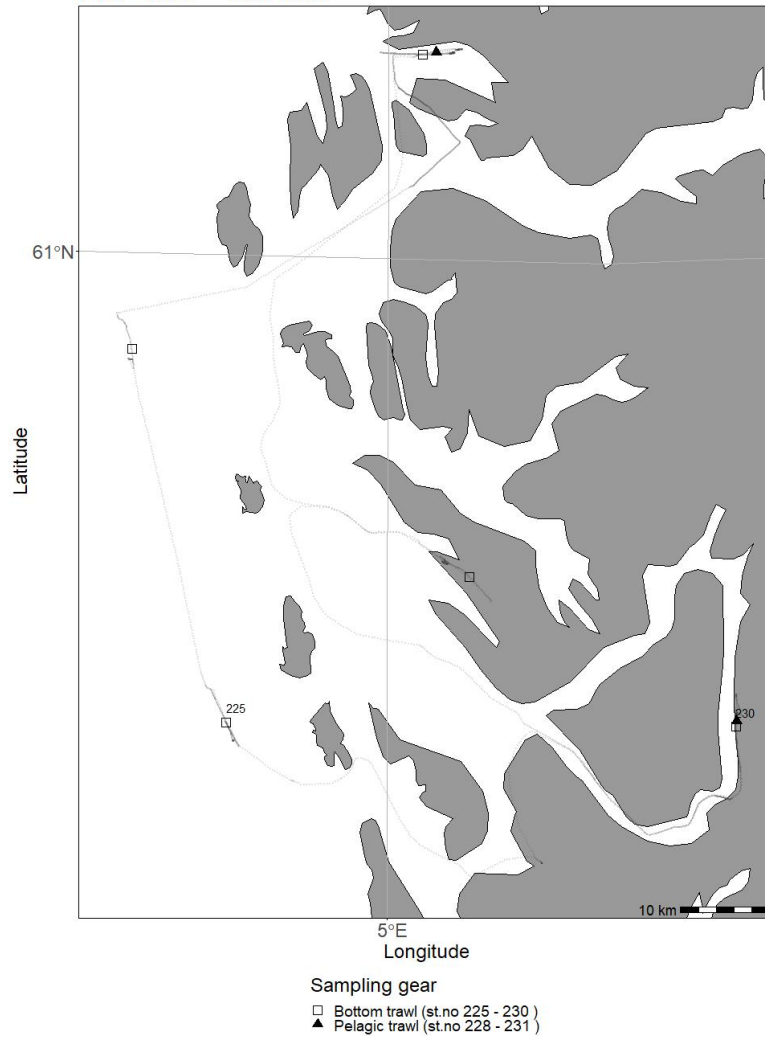 61°N
Latitude
225
230
10 km
5°E
Longitude
Sampling gear
Bottom trawl (st.no 225 - 230 )
Pelagic trawl (st.no 228 - 231 )